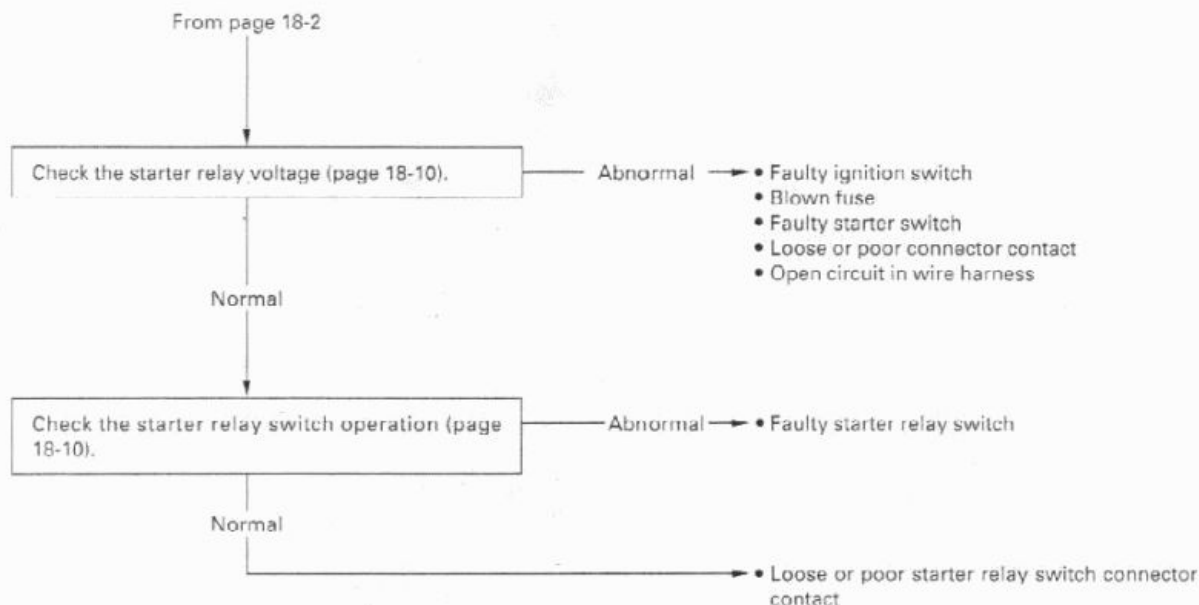 From page 18-2
Check the starter relay voltage (page 18-10).
Abnormal
• Faulty ignition switch
• Blown fuse
• Faulty starter switch
• Loose or poor connector contact
• Open circuit in wire harness
Normal
Check the starter relay switch operation (page
18-10).
Abnormal
• Faulty starter relay switch
Normal
• Loose or poor starter relay switch connector
contact